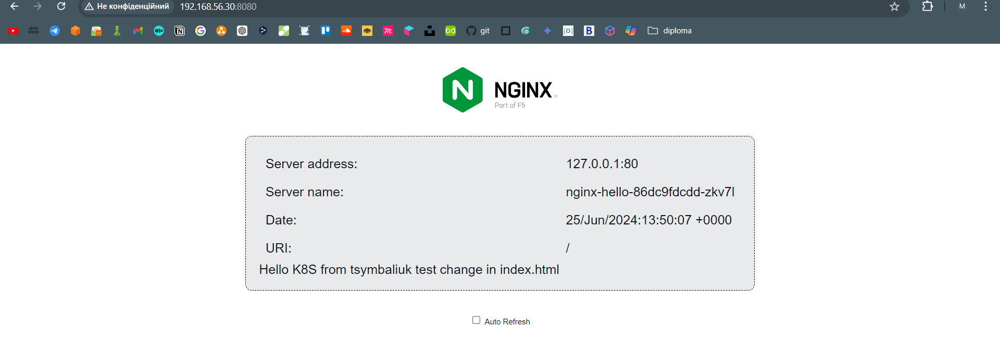 Не конфіденційний 192.168.56.30:8080 M
git diploma
NGINX
Part of F5
Server address: 127.0.0.1:80
Server name: nginx-hello-86dc9fdcdd-zkv7l
Date: 25/Jun/2024:13:50:07 +0000
URI: /
Hello K8S from tsymbaliuk test change in index.html
Auto Refresh